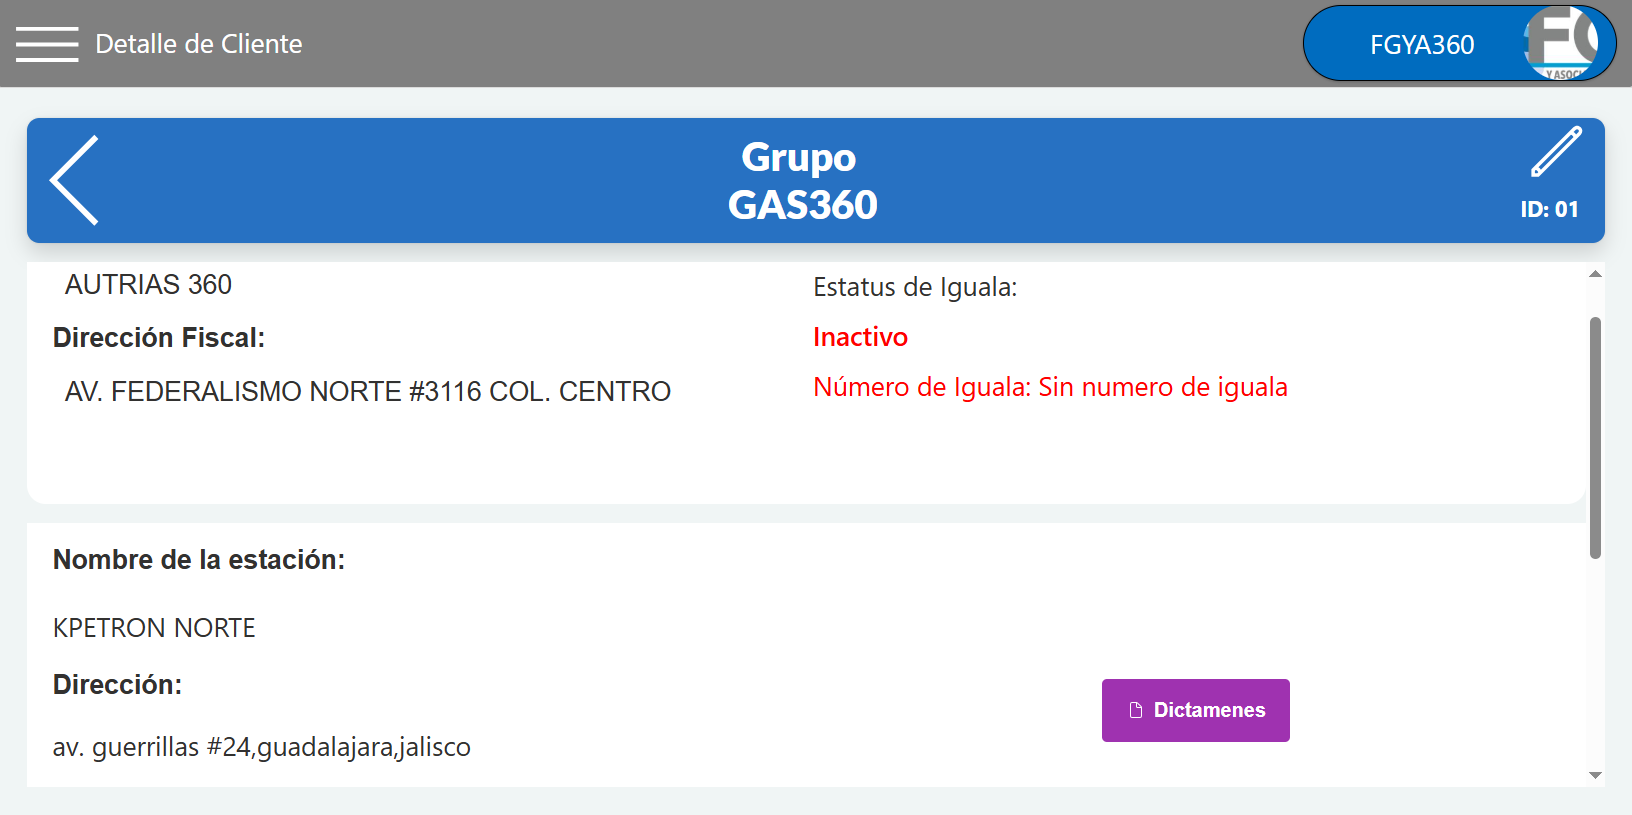 Detalle de Cliente
FGYA360
Y ASOCI
Grupo
GAS360
ID: 01
AUTRIAS 360
Dirección Fiscal:
AV. FEDERALISMO NORTE #3116 COL. CENTRO
Estatus de Iguala:
Inactivo
Número de Iguala: Sin numero de iguala
Nombre de la estación:
KPETRON NORTE
Dirección:
av. guerrillas #24,guadalajara,jalisco
Dictamenes